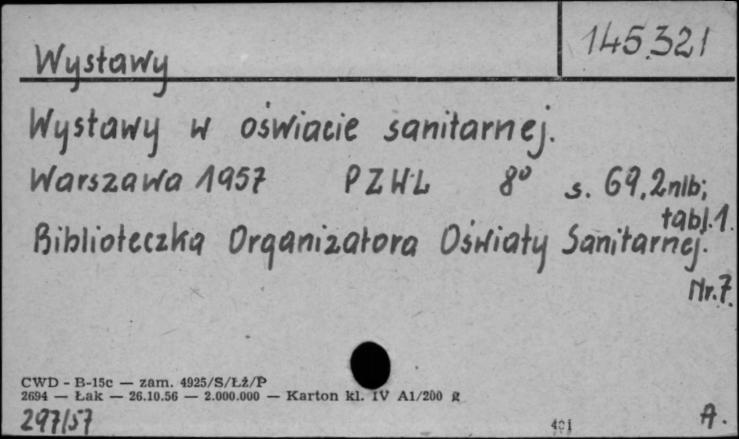 Wystawy
145.321
Wystawy w oświacie sanitarnej.
Warszawa 1957 PZWL 8° s. 69, 2nlb;
tabl. 1.
Biblioteczka Organizatora Oświaty Sanitarnej.
Nr. 7.
CWD - B-15c — zam. 4925/S/Łż/P
2694 — Łak — 26.10.56 — 2.000.000 — Karton kl. IV A1/200 g
297/57
401
A.